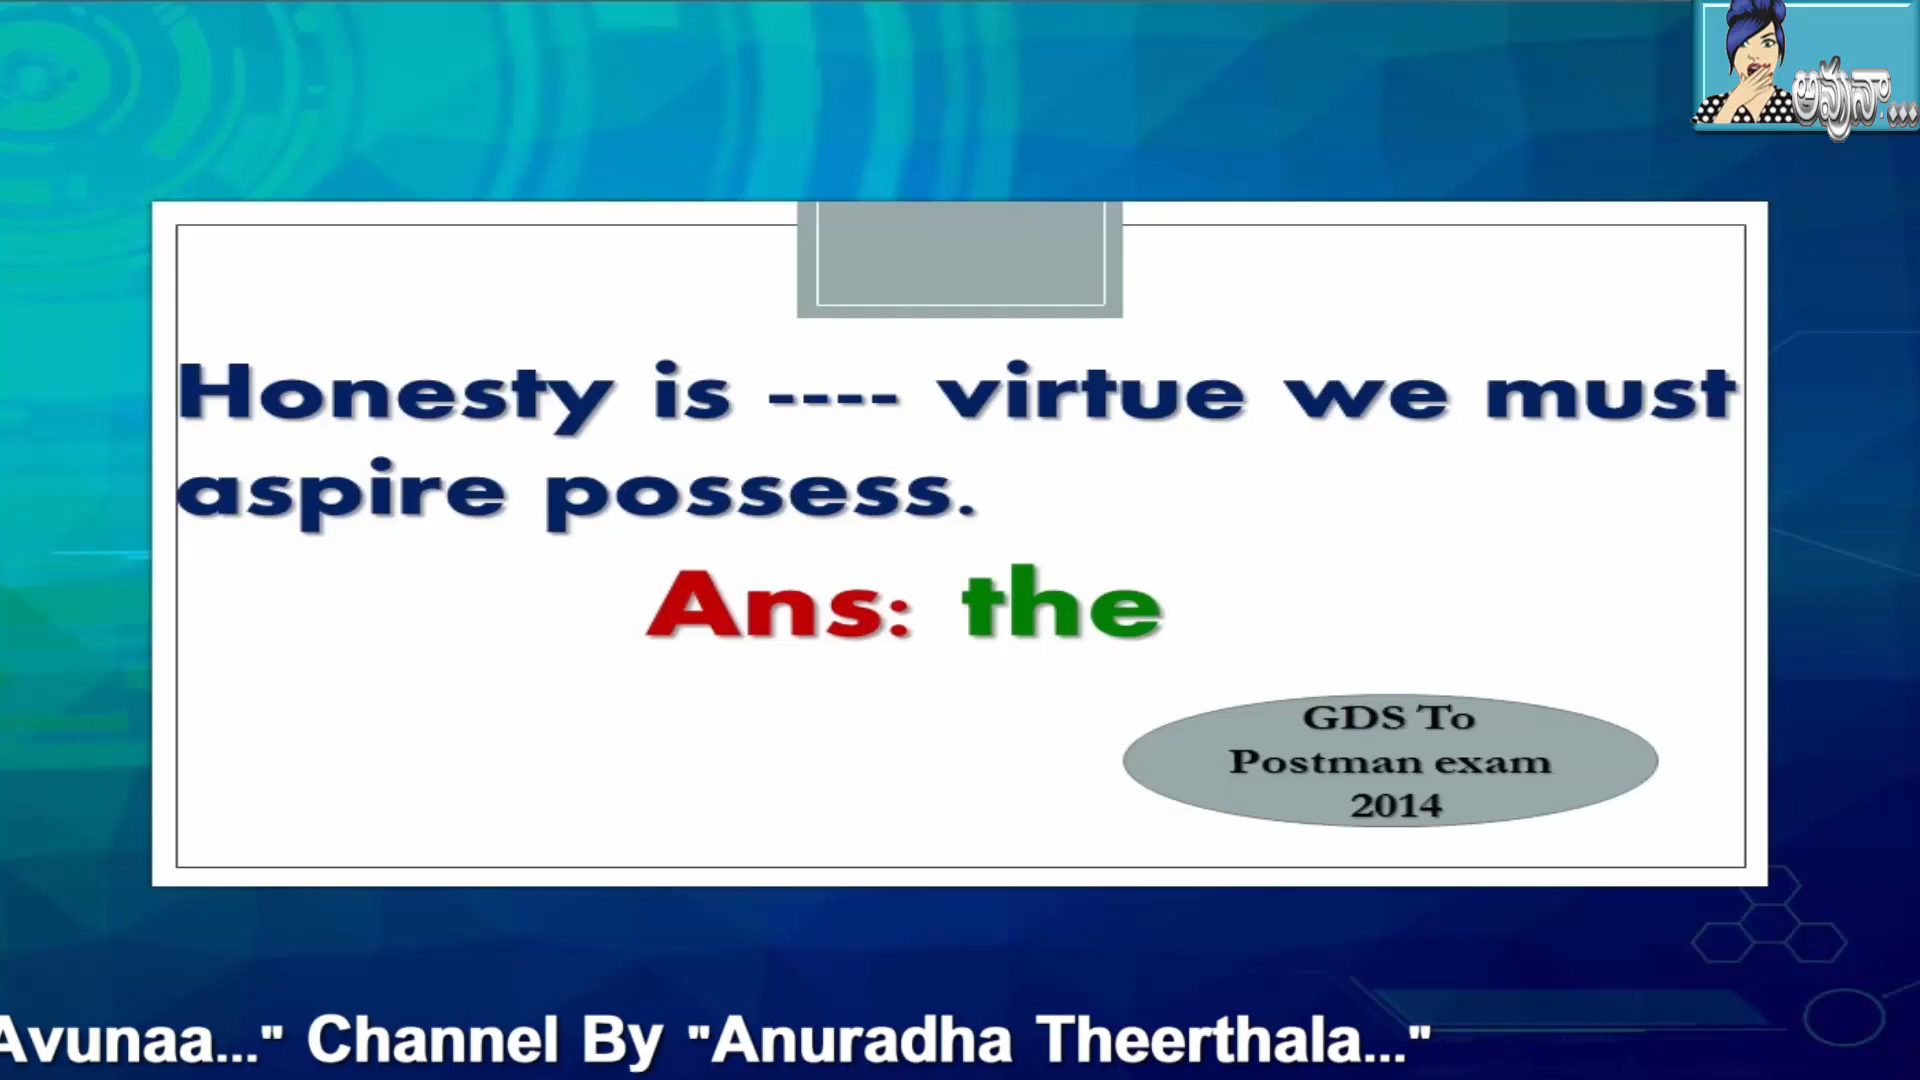 అవునా...
Honesty is ---- virtue we must
aspire possess.
Ans: the
GDS To
Postman exam
2014
Avunaa..." Channel By "Anuradha Theerthala..."